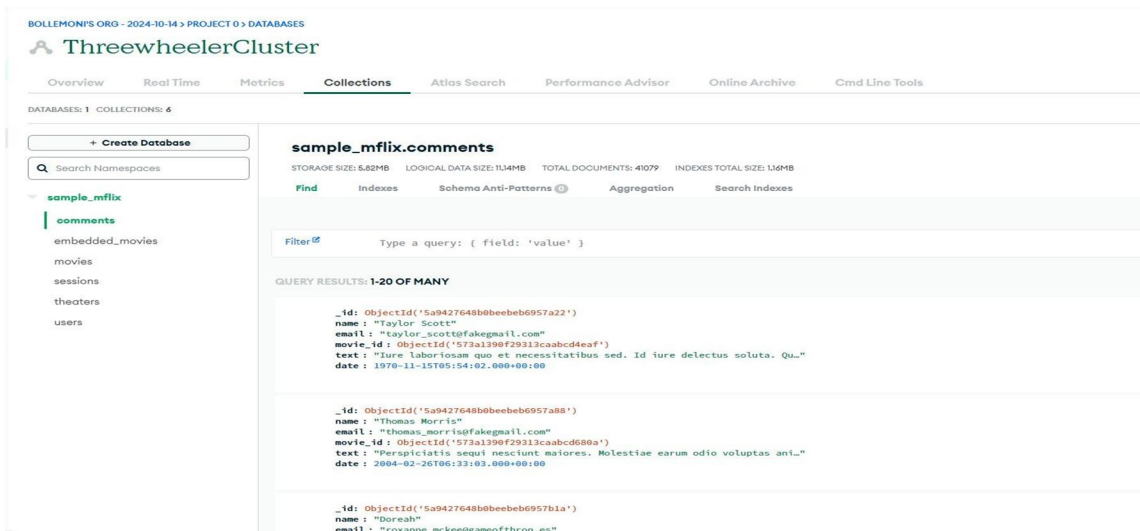 BOLLEMONI'S ORG - 2024-10-14 > PROJECT 0 > DATABASES
ThreewheelerCluster
Overview Real Time Metrics Collections Atlas Search Performance Advisor Online Archive Cmd Line Tools
DATABASES: 1 COLLECTIONS: 6
+ Create Database
Search Namespaces
sample_mflix
comments
embedded_movies
movies
sessions
theaters
users
sample_mflix.comments
STORAGE SIZE: 5.82MB LOGICAL DATA SIZE: 11.14MB TOTAL DOCUMENTS: 41079 INDEXES TOTAL SIZE: 1.16MB
Find Indexes Schema Anti-Patterns 0 Aggregation Search Indexes
Filter Type a query: { field: 'value' }
QUERY RESULTS: 1-20 OF MANY
_id: ObjectId('5a9427648b0beebeb6957a22')
name : "Taylor Scott"
email : "taylor_scott@fakegmail.com"
movie_id : ObjectId('573a1390f29313caabcd4eaf')
text : "Iure laboriosam quo et necessitatibus sed. Id iure delectus soluta. Qu…"
date : 1970-11-15T05:54:02.000+00:00
_id: ObjectId('5a9427648b0beebeb6957a88')
name : "Thomas Morris"
email : "thomas_morris@fakegmail.com"
movie_id : ObjectId('573a1390f29313caabcd680a')
text : "Perspiciatis sequi nesciunt maiores. Molestiae earum odio voluptas ani…"
date : 2004-02-26T06:33:03.000+00:00
_id: ObjectId('5a9427648b0beebeb6957b1a')
name : "Doreah"
email : "roxanne_mckee@gameofthron.es"